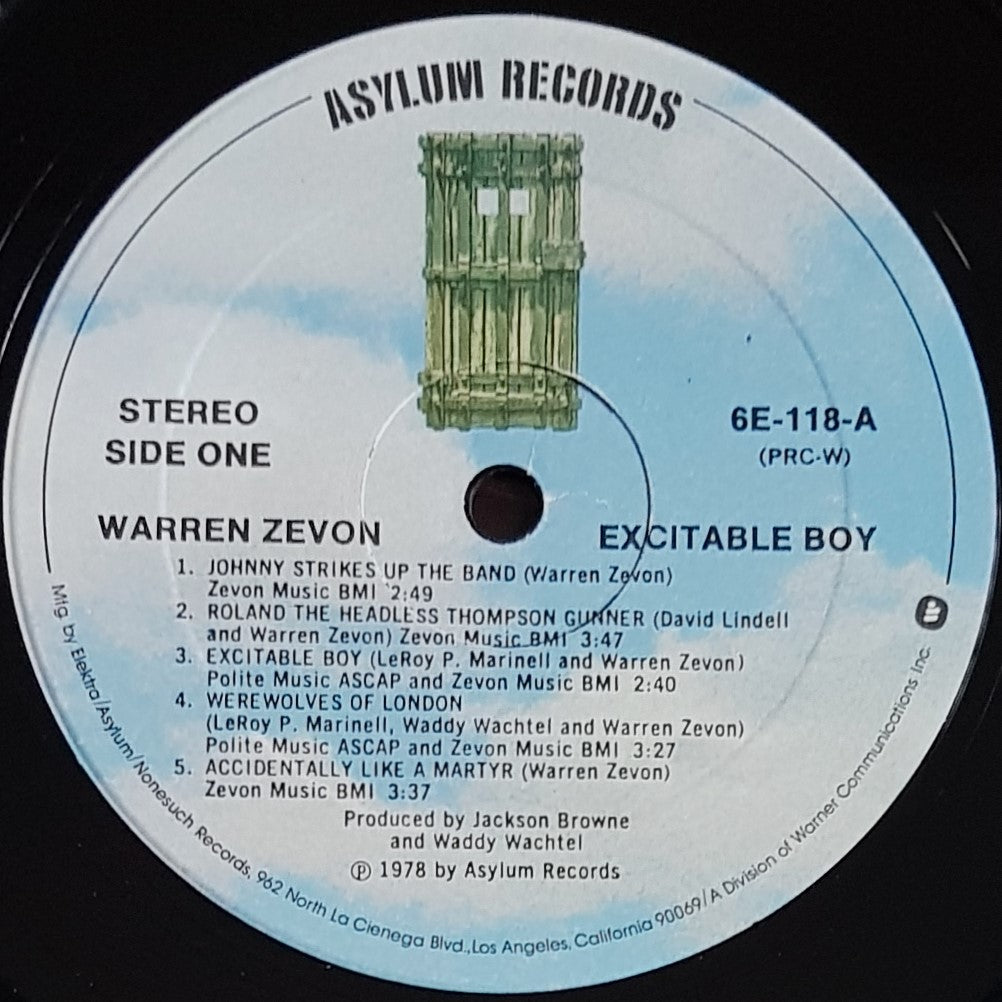 ASYLUM RECORDS
STEREO
SIDE ONE
6E-118-A
(PRC-W)
WARREN ZEVON
EXCITABLE BOY
1. JOHNNY STRIKES UP THE BAND (Warren Zevon)
Zevon Music BMI 2:49
2. ROLAND THE HEADLESS THOMPSON GUNNER (David Lindell
and Warren Zevon) Zevon Music BMI 3:47
3. EXCITABLE BOY (LeRoy P. Marinell and Warren Zevon)
Polite Music ASCAP and Zevon Music BMI 2:40
4. WEREWOLVES OF LONDON
(LeRoy P. Marinell, Waddy Wachtel and Warren Zevon)
Polite Music ASCAP and Zevon Music BMI 3:27
5. ACCIDENTALLY LIKE A MARTYR (Warren Zevon)
Zevon Music BMI 3:37
Produced by Jackson Browne
and Waddy Wachtel
℗ 1978 by Asylum Records
Mfg. by Elektra/Asylum/Nonesuch Records, 962 North La Cienega Blvd., Los Angeles, California 90069/A Division of Warner Communications Inc.